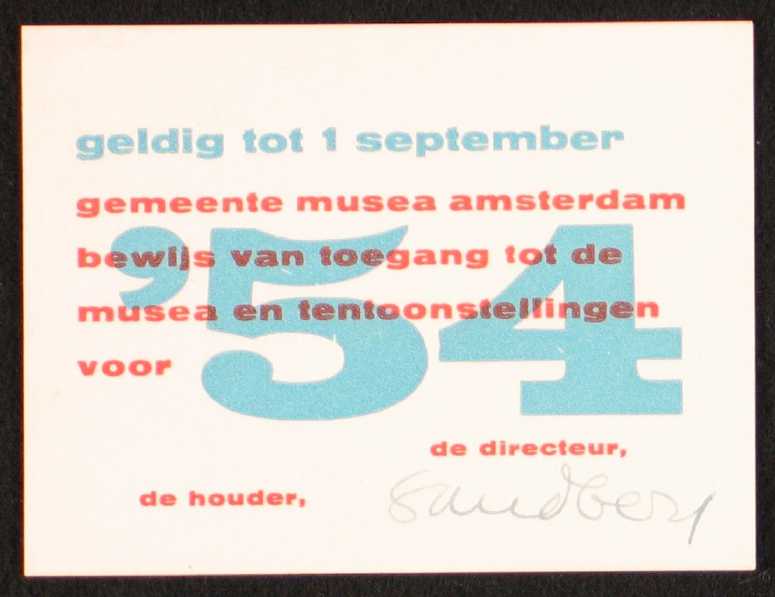 geldig tot 1 september
gemeente musea amsterdam
bewijs van toegang tot de
musea en tentoonstellingen
voor
'54
de directeur,
de houder,
Sandberg